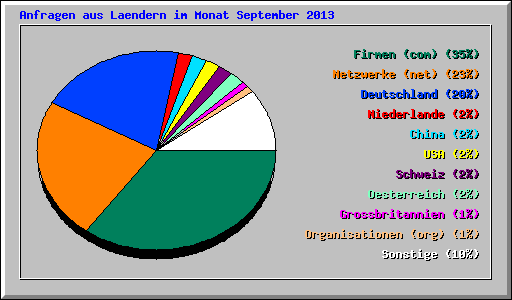 Anfragen aus Laendern im Monat September 2013
Firmen (com) (35%)
Netzwerke (net) (23%)
Deutschland (20%)
Niederlande (2%)
China (2%)
USA (2%)
Schweiz (2%)
Oesterreich (2%)
Grossbritannien (1%)
Organisationen (org) (1%)
Sonstige (10%)